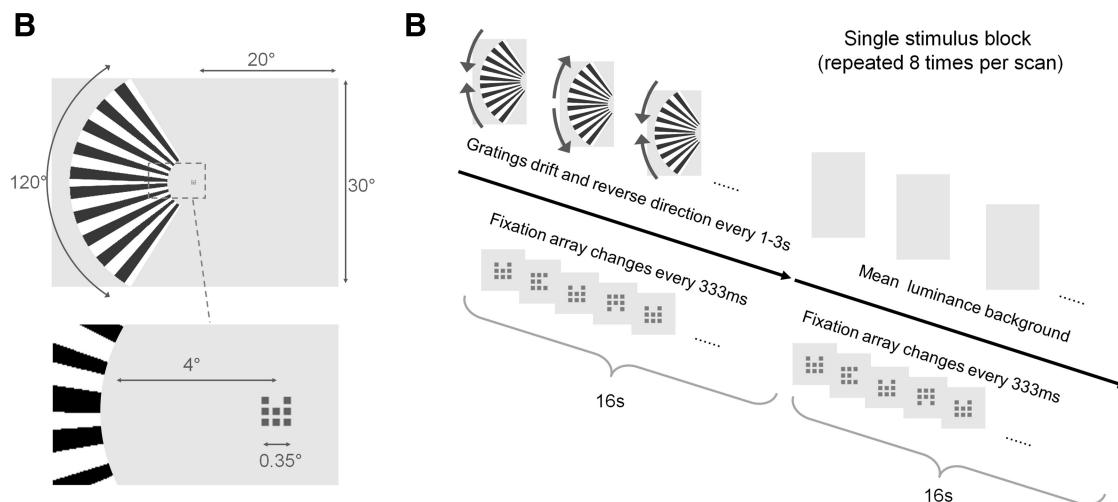 B
20°
120°
30°
4°
0.35°
B
Single stimulus block
(repeated 8 times per scan)
Gratings drift and reverse direction every 1-3s
......
Fixation array changes every 333ms
......
16s
Mean luminance background
......
Fixation array changes every 333ms
......
16s